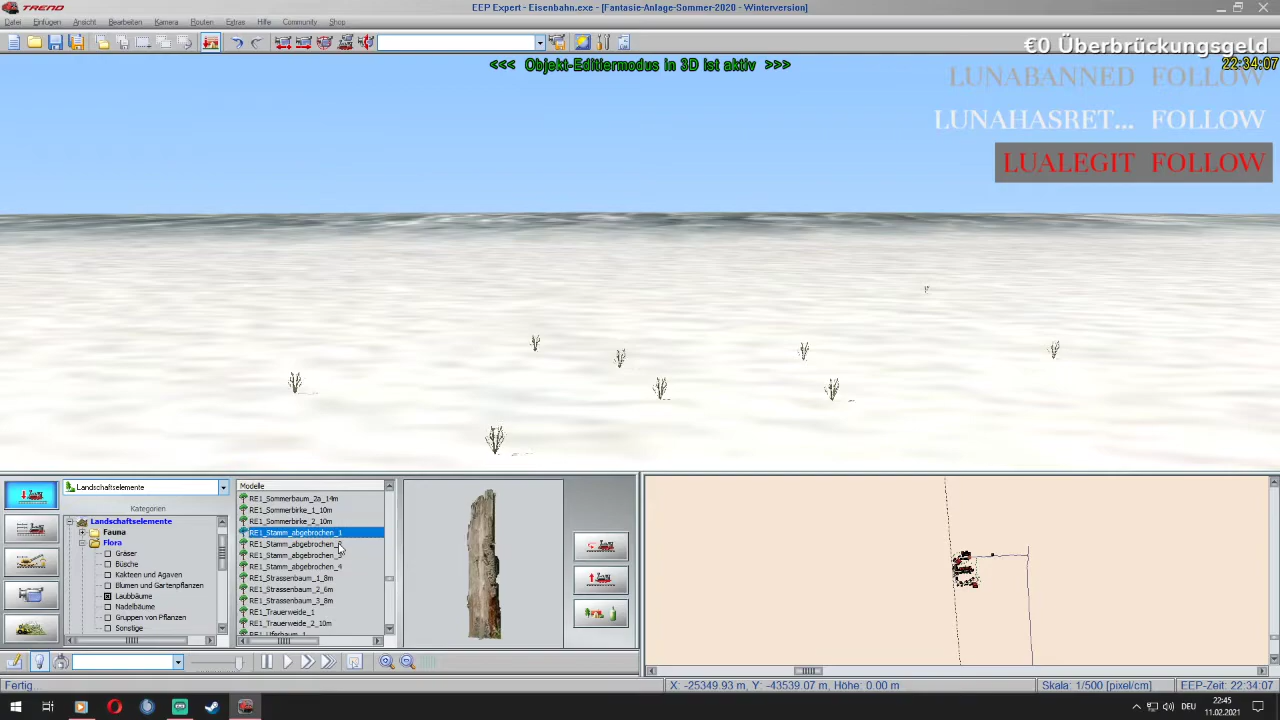 TREND
EEP Expert - Eisenbahn.exe - [Fantasie-Anlage-Sommer-2020 - Winterversion]
Datei Einfügen Ansicht Bearbeiten Kamera Routen Extras Hilfe Community Shop
€0 Überbrückungsgeld
<<< Objekt-Editiermodus in 3D ist aktiv >>>
22:34:07
LUNABANNED FOLLOW
LUNAHASRET... FOLLOW
LUALEGIT FOLLOW
Landschaftselemente
Kategorien
Landschaftselemente
Fauna
Flora
Gräser
Büsche
Kakteen und Agaven
Blumen und Gartenpflanzen
Laubbäume
Nadelbäume
Gruppen von Pflanzen
Sonstige
Modelle
RE1_Sommerbaum_2a_14m
RE1_Sommerbirke_1_10m
RE1_Sommerbirke_2_10m
RE1_Stamm_abgebrochen_1
RE1_Stamm_abgebrochen_
RE1_Stamm_abgebrochen_
RE1_Stamm_abgebrochen_4
RE1_Strassenbaum_1_8m
RE1_Strassenbaum_2_6m
RE1_Strassenbaum_3_8m
RE1_Trauerweide_1
RE1_Trauerweide_2_10m
RE1_Uferbaum_1
Fertig...
X: -25349.93 m, Y: -43539.07 m, Höhe: 0.00 m
Skala: 1/500 [pixel/cm]
EEP-Zeit: 22:34:07
DEU
22:45
11.02.2021